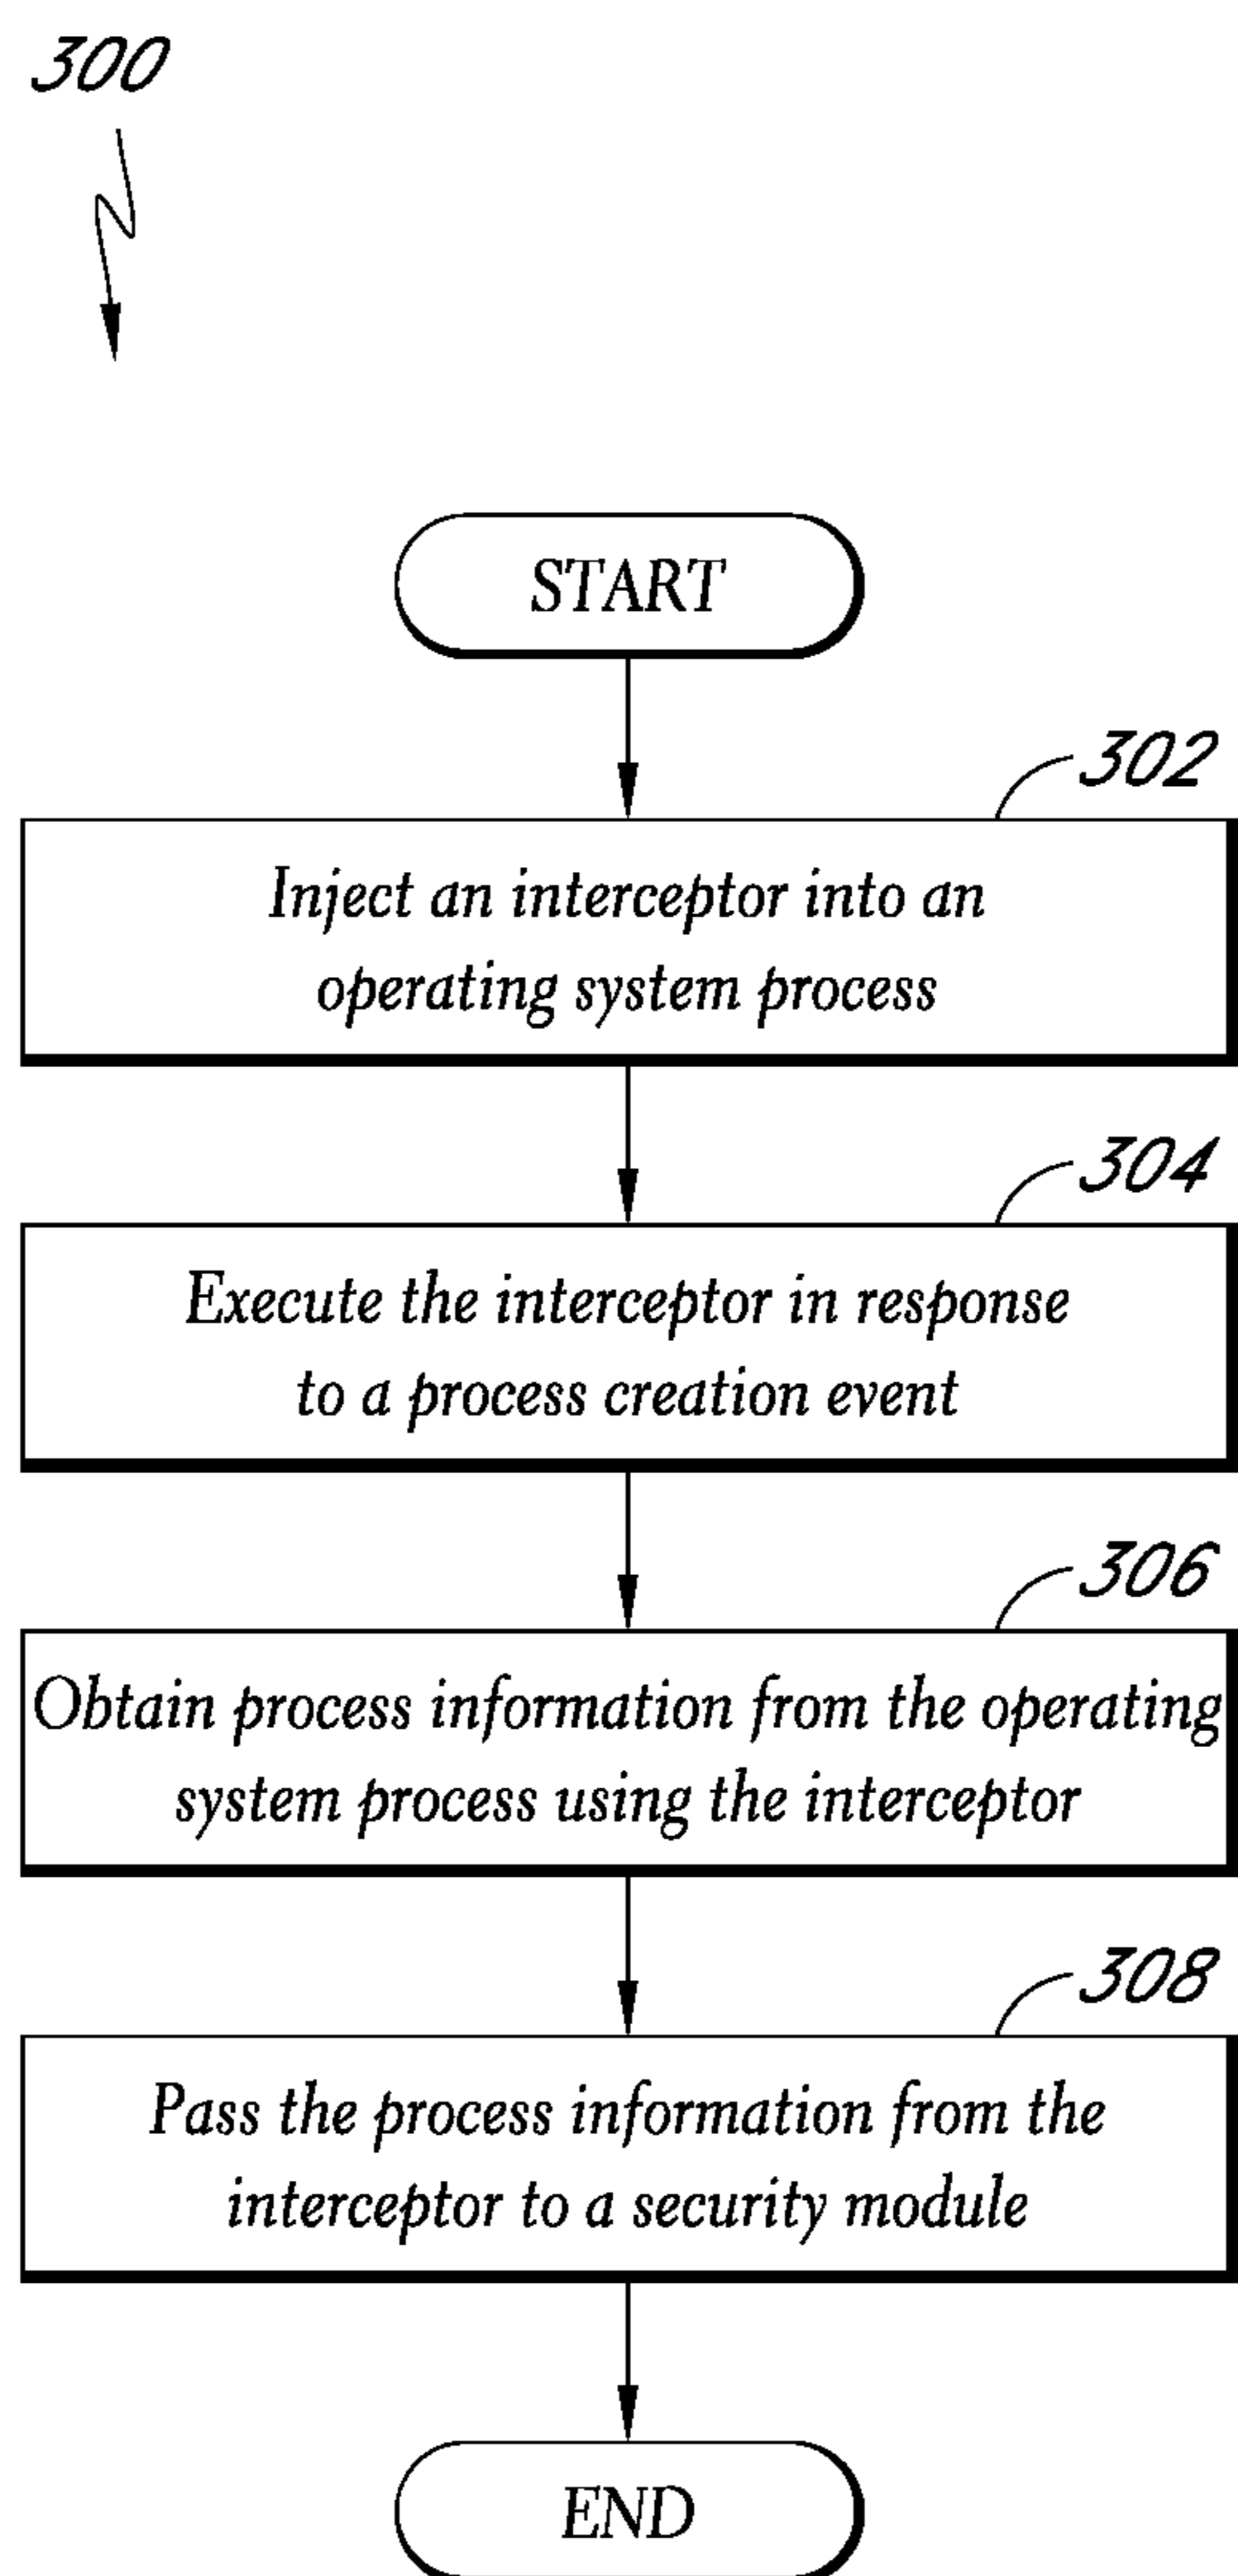 300
START
302
Inject an interceptor into an
operating system process
304
Execute the interceptor in response
to a process creation event
306
Obtain process information from the operating
system process using the interceptor
308
Pass the process information from the
interceptor to a security module
END